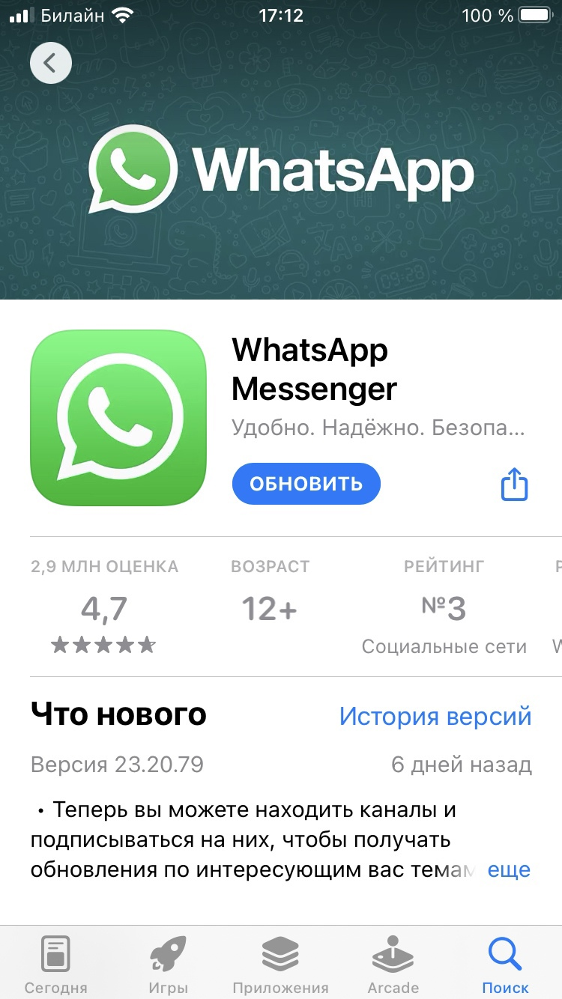 Билайн 17:12 100 %
WhatsApp
WhatsApp
Messenger
Удобно. Надёжно. Безопа...
ОБНОВИТЬ
2,9 МЛН ОЦЕНКА ВОЗРАСТ РЕЙТИНГ
4,7 12+ №3
Социальные сети
Что нового История версий
Версия 23.20.79 6 дней назад
• Теперь вы можете находить каналы и
подписываться на них, чтобы получать
обновления по интересующим вас темам еще
Сегодня Игры Приложения Arcade Поиск